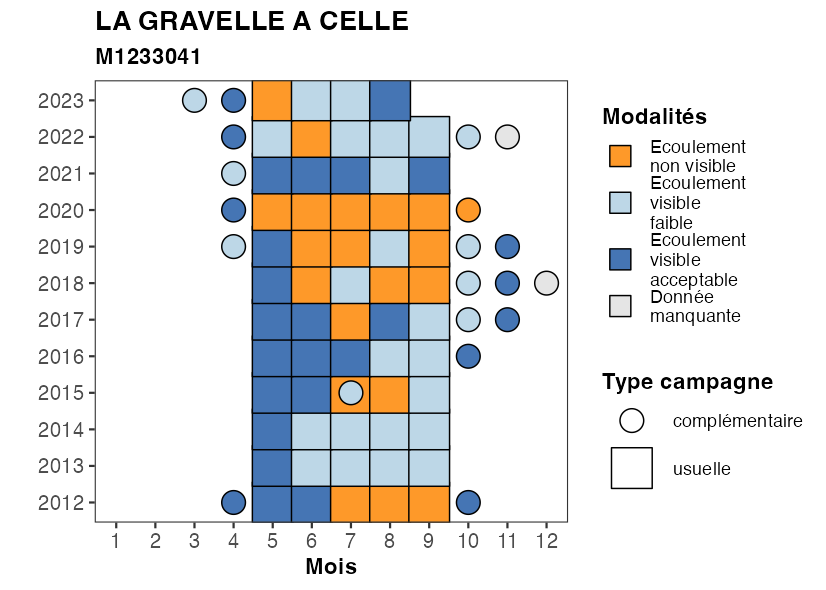 LA GRAVELLE A CELLE
M1233041
2023
2022
2021
2020
2019
2018
2017
2016
2015
2014
2013
2012
1 2 3 4 5 6 7 8 9 10 11 12
Mois
Modalités
Ecoulement
non visible
Ecoulement
visible
faible
Ecoulement
visible
acceptable
Donnée
manquante
Type campagne
complémentaire
usuelle